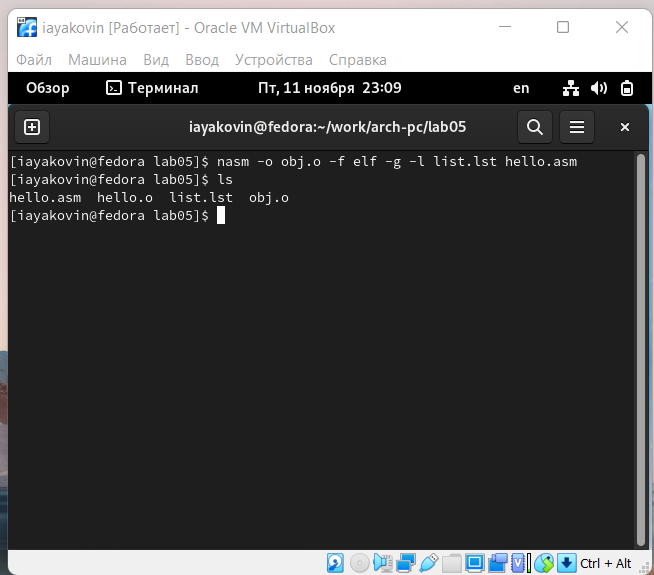 iayakovin [Работает] - Oracle VM VirtualBox
Файл Машина Вид Ввод Устройства Справка
Обзор Терминал Пт, 11 ноября 23:09 en
iayakovin@fedora:~/work/arch-pc/lab05
[iayakovin@fedora lab05]$ nasm -o obj.o -f elf -g -l list.lst hello.asm
[iayakovin@fedora lab05]$ ls
hello.asm hello.o list.lst obj.o
[iayakovin@fedora lab05]$
Ctrl + Alt